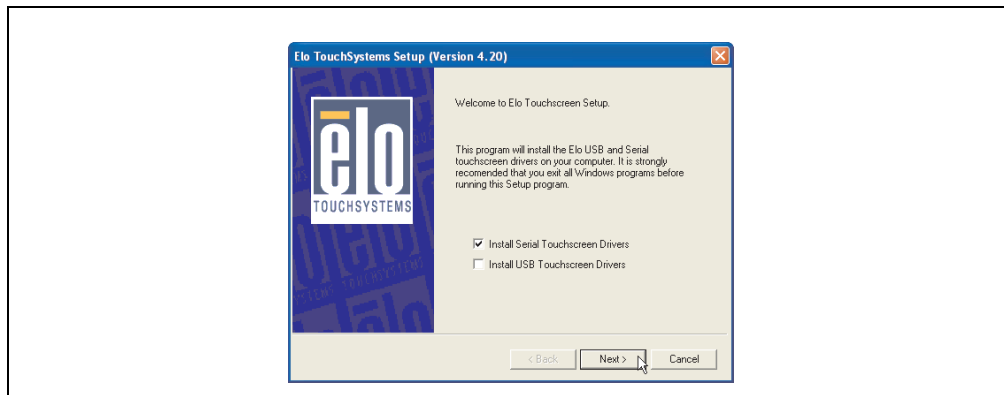 Elo TouchSystems Setup (Version 4.20)
elo
TOUCHSYSTEMS
Welcome to Elo Touchscreen Setup.
This program will install the Elo USB and Serial
touchscreen drivers on your computer. It is strongly
recomended that you exit all Windows programs before
running this Setup program.
Install Serial Touchscreen Drivers
Install USB Touchscreen Drivers
< Back
Next >
Cancel